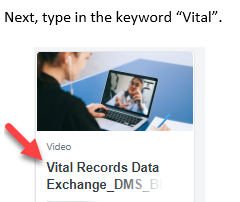 Next, type in the keyword “Vital”.
Video
Vital Records Data
Exchange_DMS_